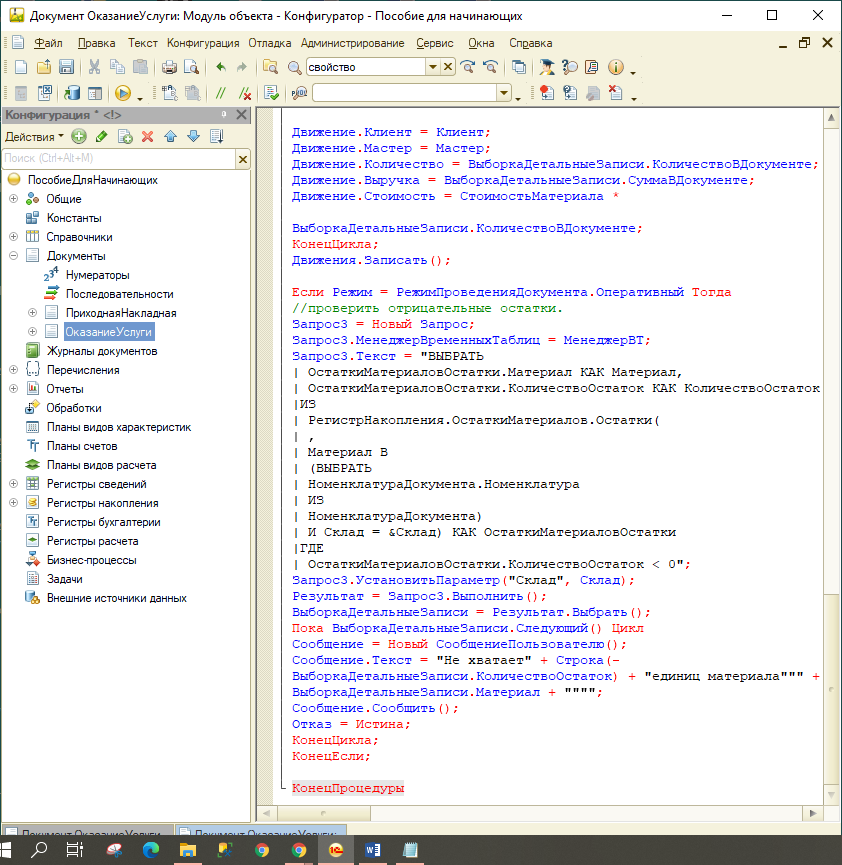 Документ ОказаниеУслуги: Модуль объекта - Конфигуратор - Пособие для начинающих
Файл Правка Текст Конфигурация Отладка Администрирование Сервис Окна Справка
свойство
Конфигурация * <!>
Действия
Поиск (Ctrl+Alt+M)
ПособиеДляНачинающих
Общие
Константы
Справочники
Документы
Нумераторы
Последовательности
ПриходнаяНакладная
ОказаниеУслуги
Журналы документов
Перечисления
Отчеты
Обработки
Планы видов характеристик
Планы счетов
Планы видов расчета
Регистры сведений
Регистры накопления
Регистры бухгалтерии
Регистры расчета
Бизнес-процессы
Задачи
Внешние источники данных
Движение.Клиент = Клиент;
Движение.Мастер = Мастер;
Движение.Количество = ВыборкаДетальныеЗаписи.КоличествоВДокументе;
Движение.Выручка = ВыборкаДетальныеЗаписи.СуммаВДокументе;
Движение.Стоимость = СтоимостьМатериала *
ВыборкаДетальныеЗаписи.КоличествоВДокументе;
КонецЦикла;
Движения.Записать();
Если Режим = РежимПроведенияДокумента.Оперативный Тогда
//проверить отрицательные остатки.
Запрос3 = Новый Запрос;
Запрос3.МенеджерВременныхТаблиц = МенеджерВТ;
Запрос3.Текст = "ВЫБРАТЬ
| ОстаткиМатериаловОстатки.Материал КАК Материал,
| ОстаткиМатериаловОстатки.КоличествоОстаток КАК КоличествоОстаток
|ИЗ
| РегистрНакопления.ОстаткиМатериалов.Остатки(
| ,
| Материал В
| (ВЫБРАТЬ
| НоменклатураДокумента.Номенклатура
| ИЗ
| НоменклатураДокумента)
| И Склад = &Склад) КАК ОстаткиМатериаловОстатки
|ГДЕ
| ОстаткиМатериаловОстатки.КоличествоОстаток < 0";
Запрос3.УстановитьПараметр("Склад", Склад);
Результат = Запрос3.Выполнить();
ВыборкаДетальныеЗаписи = Результат.Выбрать();
Пока ВыборкаДетальныеЗаписи.Следующий() Цикл
Сообщение = Новый СообщениеПользователю();
Сообщение.Текст = "Не хватает" + Строка(-
ВыборкаДетальныеЗаписи.КоличествоОстаток) + "единиц материала""" +
ВыборкаДетальныеЗаписи.Материал + """";
Сообщение.Сообщить();
Отказ = Истина;
КонецЦикла;
КонецЕсли;
КонецПроцедуры
Документ ОказаниеУслуги
Документ ОказаниеУслуги: